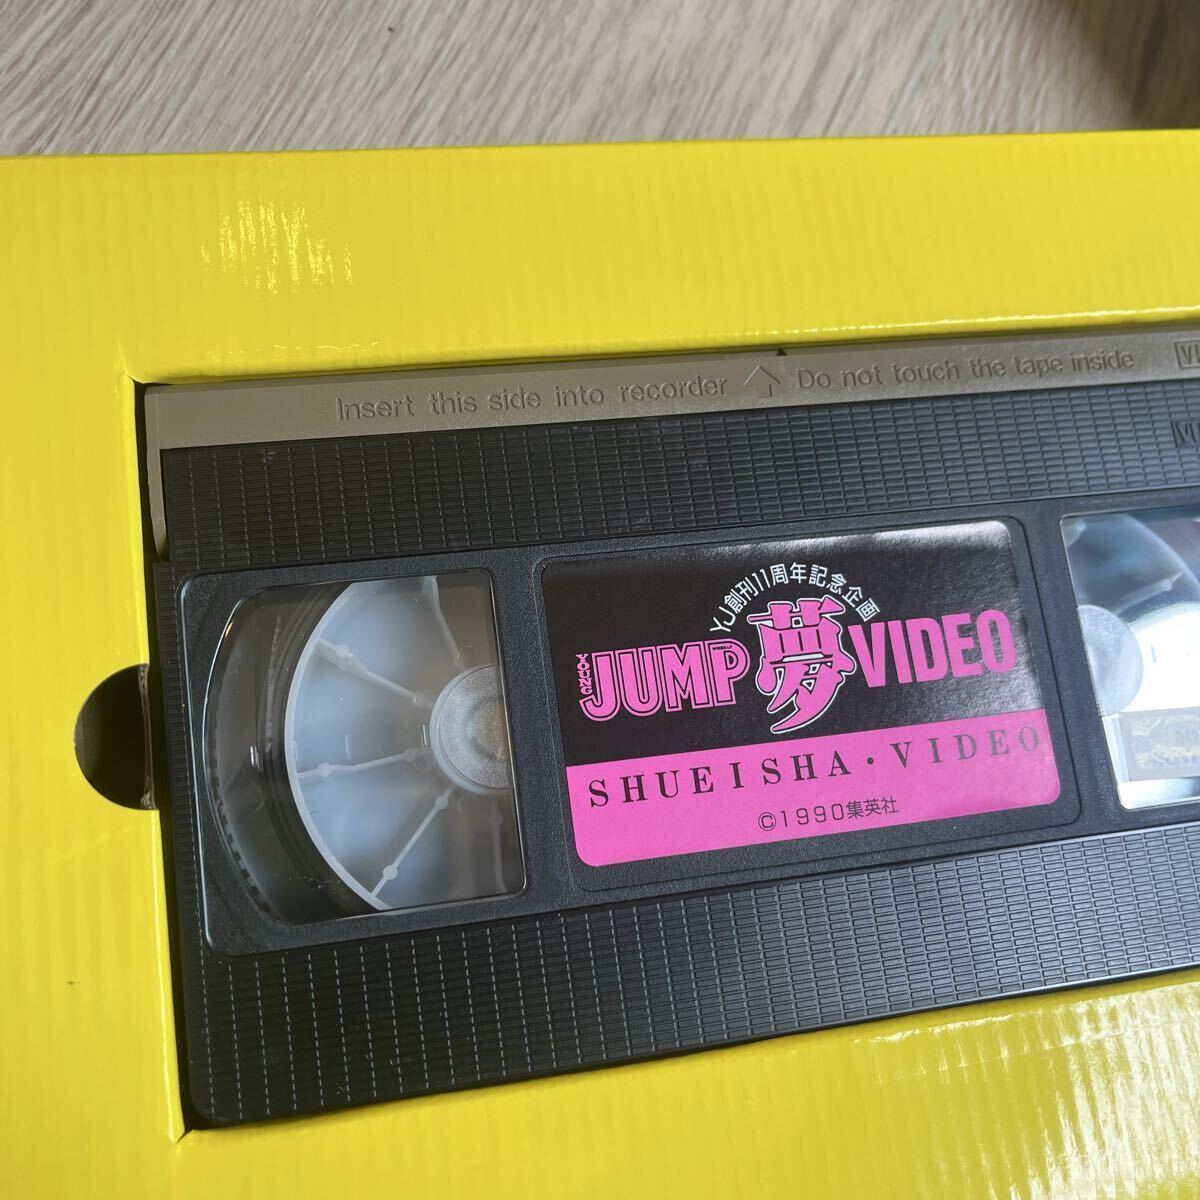 Insert this side into recorder Do not touch the tape inside
YJ創刊11周年記念企画
YOUNG JUMP WEEKLY 夢 VIDEO
SHUEISHA・VIDEO
©1990集英社